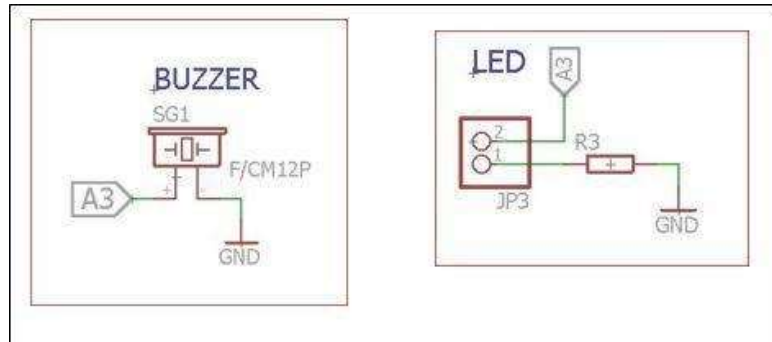 BUZZER
SG1
F/CM12P
A3
+
-
GND
LED
A3
2
1
R3
JP3
GND